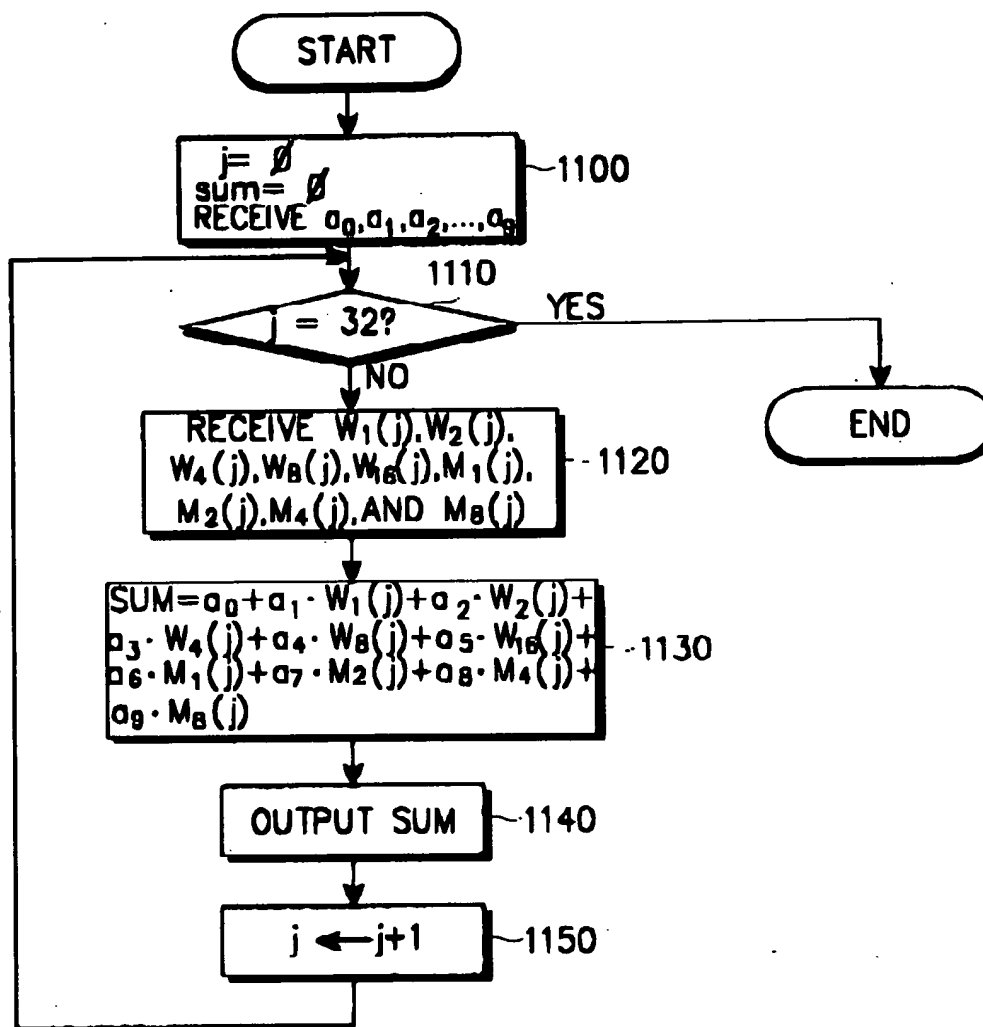 START
j= Ø
sum= Ø
RECEIVE a₀,a₁,a₂,...,a₉
1100
1110
j = 32?
YES
NO
END
RECEIVE W₁(j),W₂(j),
W₄(j),W₈(j),W₁₆(j),M₁(j),
M₂(j),M₄(j),AND M₈(j)
1120
SUM=a₀+a₁·W₁(j)+a₂·W₂(j)+
a₃·W₄(j)+a₄·W₈(j)+a₅·W₁₆(j)+
a₆·M₁(j)+a₇·M₂(j)+a₈·M₄(j)+
a₉·M₈(j)
1130
OUTPUT SUM
1140
j ← j+1
1150